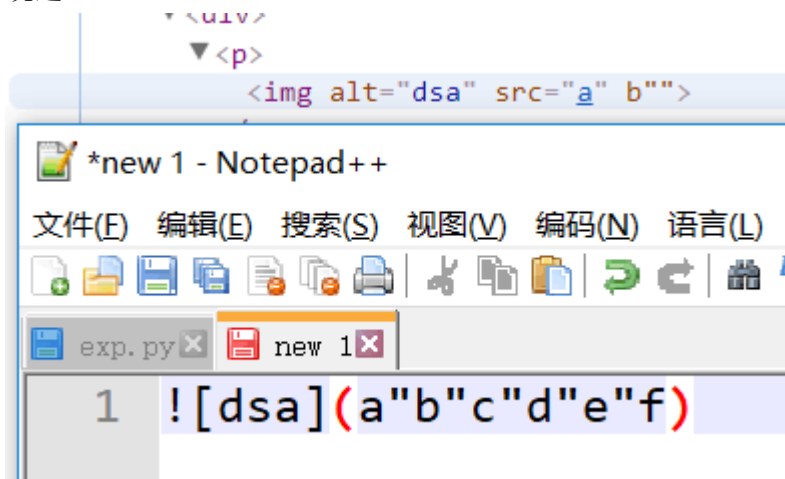 ▼<div>
▼<p>
<img alt="dsa" src="a" b"">
*new 1 - Notepad++
文件(F) 编辑(E) 搜索(S) 视图(V) 编码(N) 语言(L)
exp.py new 1
1 ![dsa](a"b"c"d"e"f)